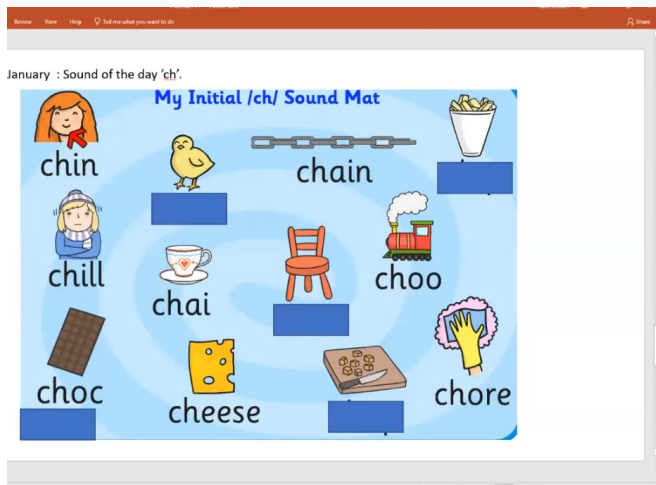 Review View Help Tell me what you want to do Share
January : Sound of the day 'ch'.
My Initial /ch/ Sound Mat
chin
chain
chill
chai
choo
choc
cheese
chore